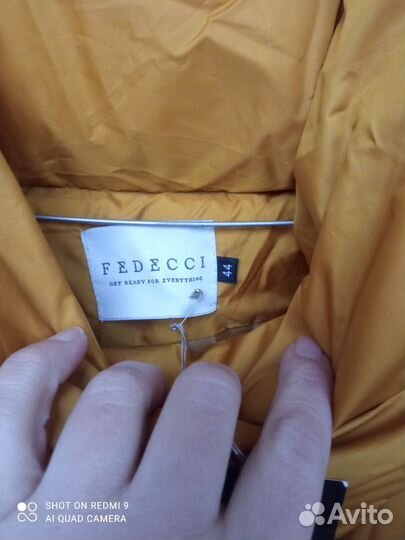 FEDECCI
GET READY FOR EVERYTHING
44
SHOT ON REDMI 9
AI QUAD CAMERA
Avito